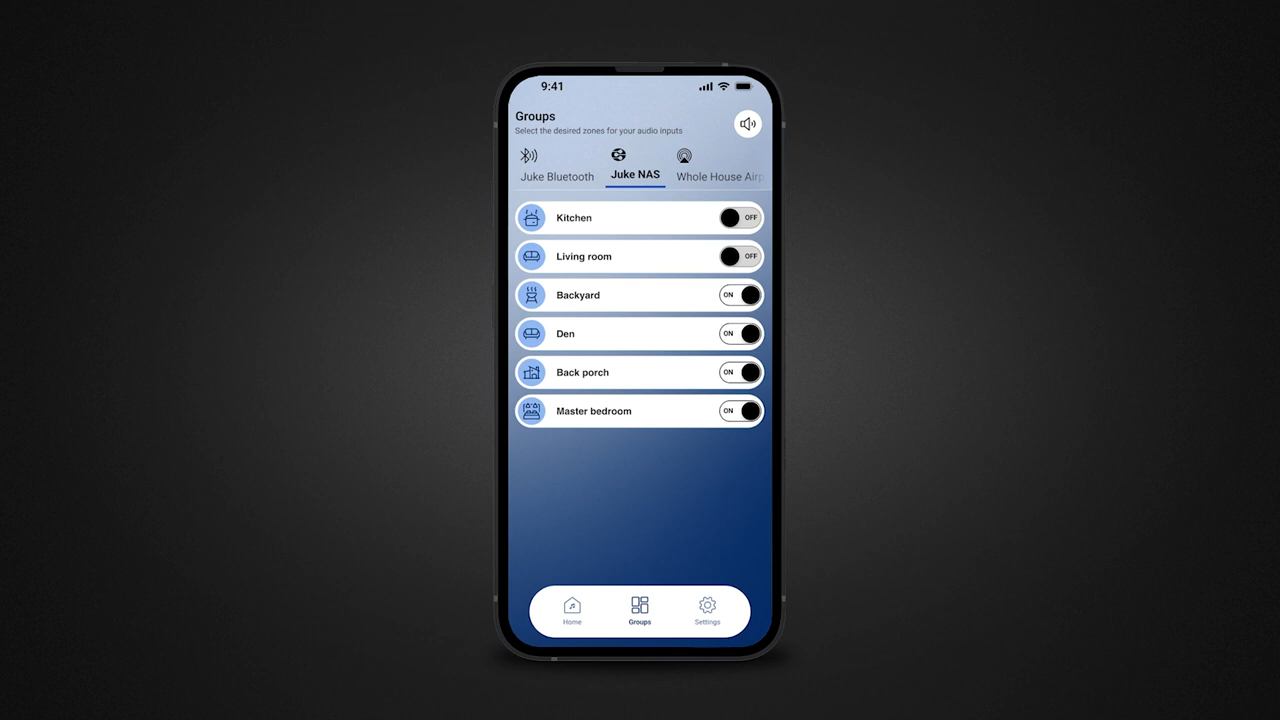 9:41
Groups
Select the desired zones for your audio inputs
Juke Bluetooth
Juke NAS
Whole House Airp
Kitchen
OFF
Living room
OFF
Backyard
ON
Den
ON
Back porch
ON
Master bedroom
ON
Home
Groups
Settings